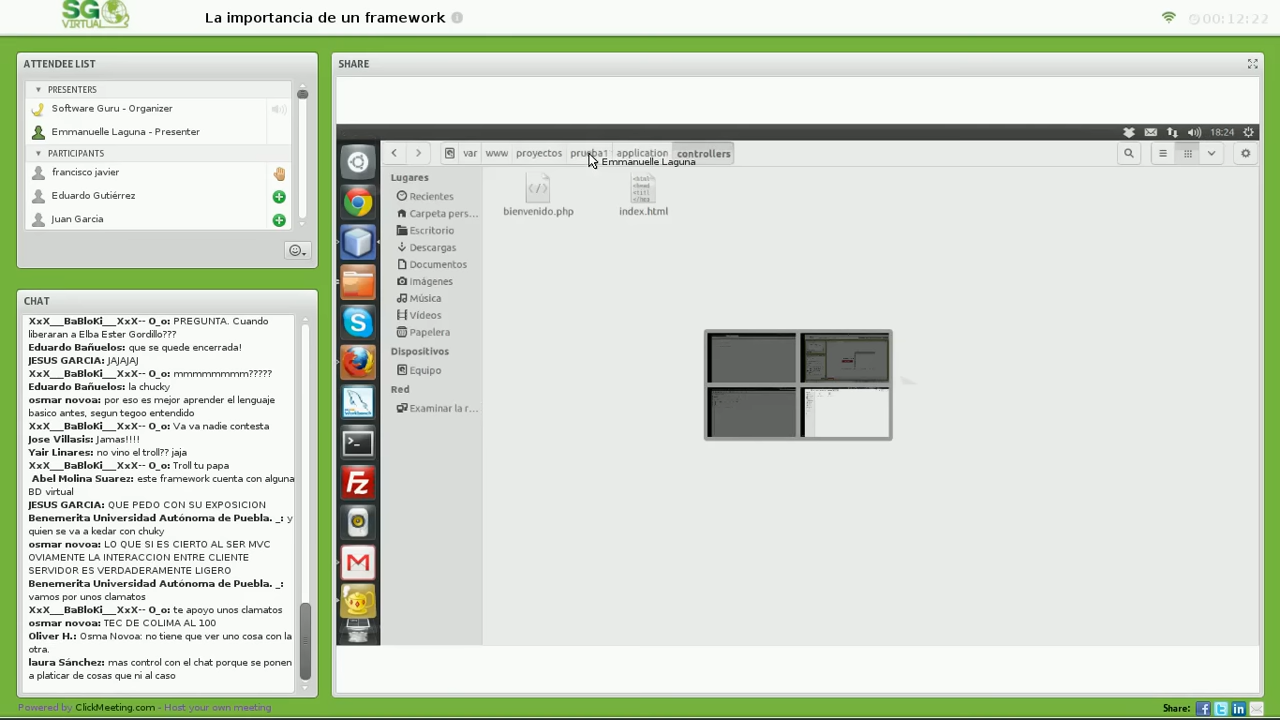 SG
VIRTUAL
La importancia de un framework
00:12:22
ATTENDEE LIST
PRESENTERS
Software Guru - Organizer
Emmanuelle Laguna - Presenter
PARTICIPANTS
francisco javier
Eduardo Gutiérrez
Juan Garcia
CHAT
XxX___BaBloKi___XxX-- O_o: PREGUNTA. Cuando
liberaran a Elba Ester Gordillo???
Eduardo Bañuelos: que se quede encerrada!
JESUS GARCIA: JAJAJAJ
XxX___BaBloKi___XxX-- O_o: mmmmmmmm?????
Eduardo Bañuelos: la chucky
osmar novoa: por eso es mejor aprender el lenguaje
basico antes, segun tegoo entendido
XxX___BaBloKi___XxX-- O_o: Va va nadie contesta
Jose Villasis: Jamas!!!!
Yair Linares: no vino el troll?? jaja
XxX___BaBloKi___XxX-- O_o: Troll tu papa
Abel Molina Suarez: este framework cuenta con alguna
BD virtual
JESUS GARCIA: QUE PEDO CON SU EXPOSICION
Benemerita Universidad Autónoma de Puebla. _: y
quien se va a kedar con chuky
osmar novoa: LO QUE SI ES CIERTO AL SER MVC
OVIAMENTE LA INTERACCION ENTRE CLIENTE
SERVIDOR ES VERDADERAMENTE LIGERO
Benemerita Universidad Autónoma de Puebla. _:
vamos por unos clamatos
XxX___BaBloKi___XxX-- O_o: te apoyo unos clamatos
osmar novoa: TEC DE COLIMA AL 100
Oliver H.: Osma Novoa: no tiene que ver uno cosa con la
otra.
laura Sánchez: mas control con el chat porque se ponen
a platicar de cosas que ni al caso
SHARE
18:24
var www proyectos prueba1 application controllers
Emmanuelle Laguna
Lugares
Recientes
Carpeta pers...
Escritorio
Descargas
Documentos
Imágenes
Música
Vídeos
Papelera
Dispositivos
Equipo
Red
Examinar la r...
bienvenido.php
index.html
Powered by ClickMeeting.com - Host your own meeting
Share: